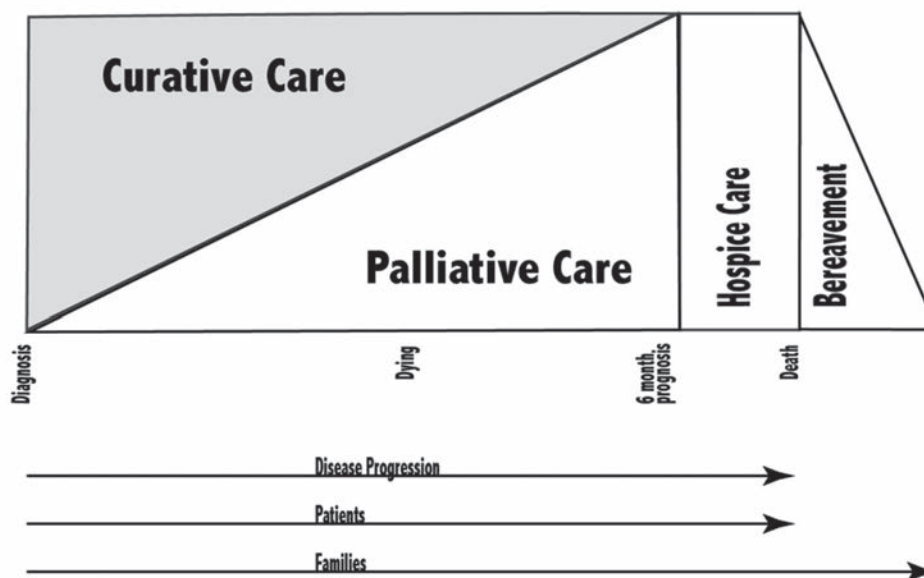 Curative Care
Palliative Care
Hospice Care
Bereavement
Diagnosis
Dying
6 month,
prognosis
Death
Disease Progression
Patients
Families